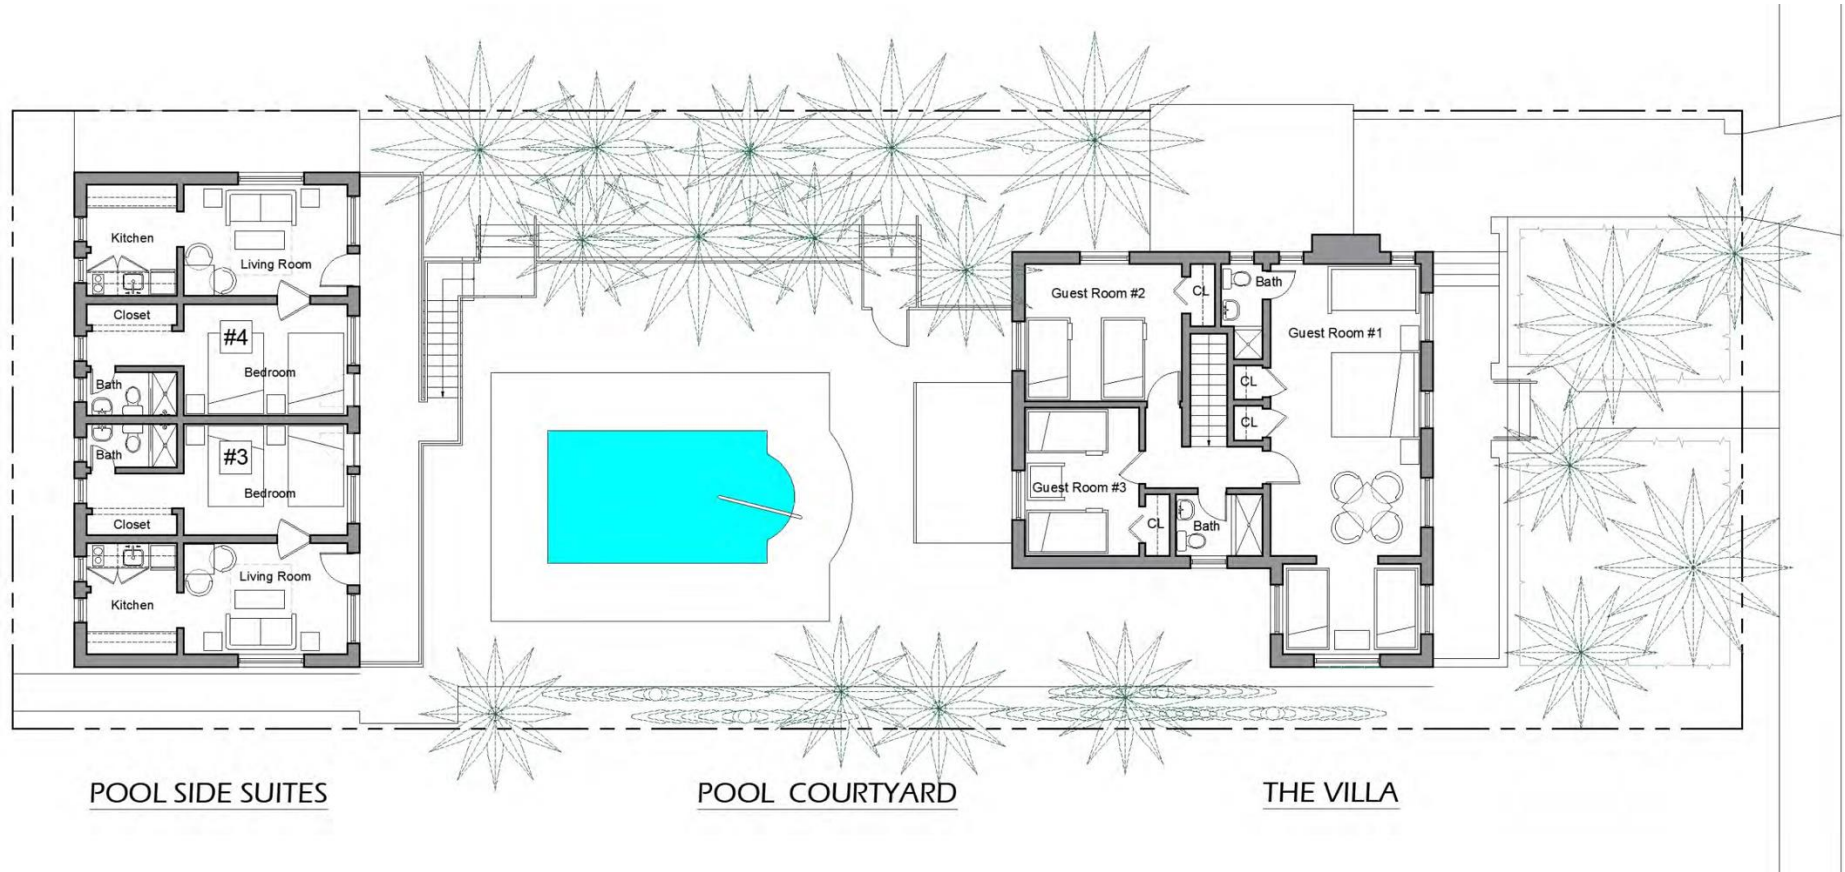 Kitchen
Living Room
Closet
#4
Bedroom
Bath
Bath
#3
Bedroom
Closet
Living Room
Kitchen
Guest Room #2
CL
Bath
Guest Room #1
CL
CL
Guest Room #3
CL
Bath
POOL SIDE SUITES
POOL COURTYARD
THE VILLA